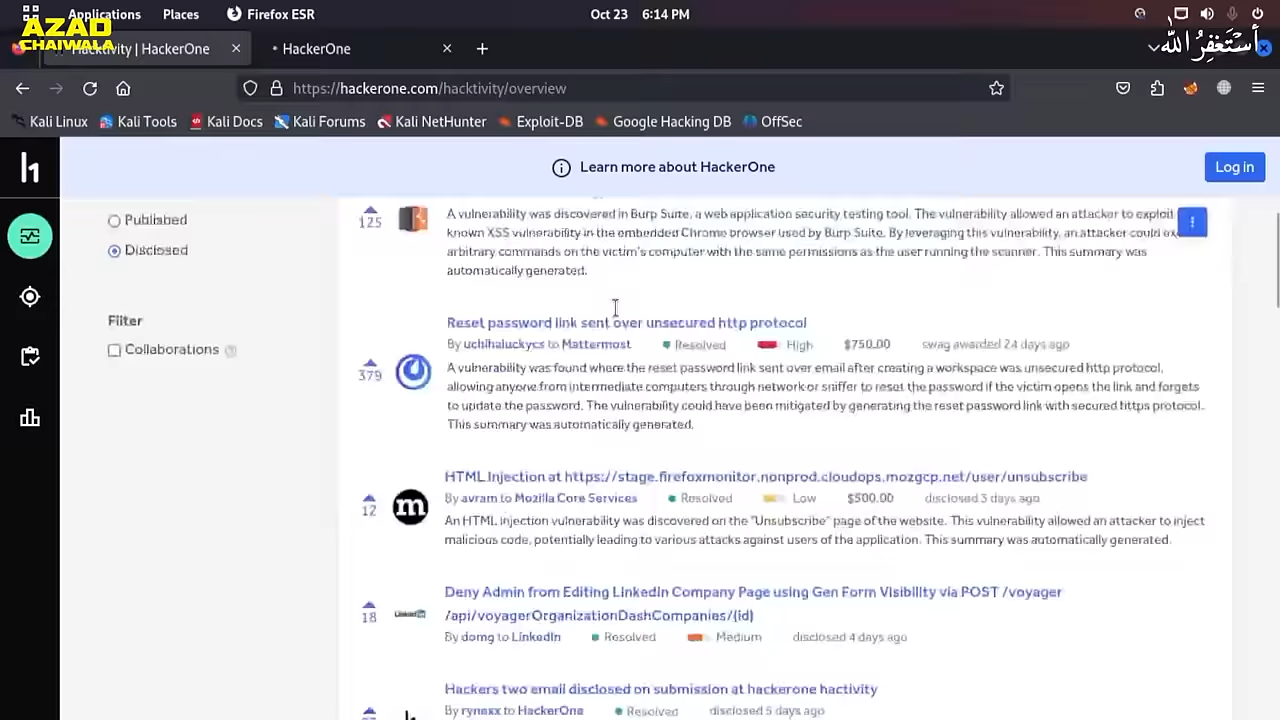 Applications Places Firefox ESR Oct 23 6:14 PM
AZAD
CHAIWALA
Hacktivity | HackerOne HackerOne
أستغفر الله
https://hackerone.com/hacktivity/overview
Kali Linux Kali Tools Kali Docs Kali Forums Kali NetHunter Exploit-DB Google Hacking DB OffSec
Learn more about HackerOne
Log in
Published
Disclosed
Filter
Collaborations
125
A vulnerability was discovered in Burp Suite, a web application security testing tool. The vulnerability allowed an attacker to exploit
known XSS vulnerability in the embedded Chrome browser used by Burp Suite. By leveraging this vulnerability, an attacker could ex
arbitrary commands on the victim's computer with the same permissions as the user running the scanner. This summary was
automatically generated.
Reset password link sent over unsecured http protocol
By uchihaluckycs to Mattermost Resolved High $750.00 swag awarded 24 days ago
379
A vulnerability was found where the reset password link sent over email after creating a workspace was unsecured http protocol,
allowing anyone from intermediate computers through network or sniffer to reset the password if the victim opens the link and forgets
to update the password. The vulnerability could have been mitigated by generating the reset password link with secured https protocol.
This summary was automatically generated.
HTML Injection at https://stage.firefoxmonitor.nonprod.cloudops.mozgcp.net/user/unsubscribe
By avram to Mozilla Core Services Resolved Low $500.00 disclosed 3 days ago
12
m
An HTML injection vulnerability was discovered on the "Unsubscribe" page of the website. This vulnerability allowed an attacker to inject
malicious code, potentially leading to various attacks against users of the application. This summary was automatically generated.
Deny Admin from Editing LinkedIn Company Page using Gen Form Visibility via POST /voyager
/api/voyagerOrganizationDashCompanies/{id}
18
LinkedIn
By domg to LinkedIn Resolved Medium disclosed 4 days ago
Hackers two email disclosed on submission at hackerone hactivity
By rynexx to HackerOne Resolved disclosed 5 days ago